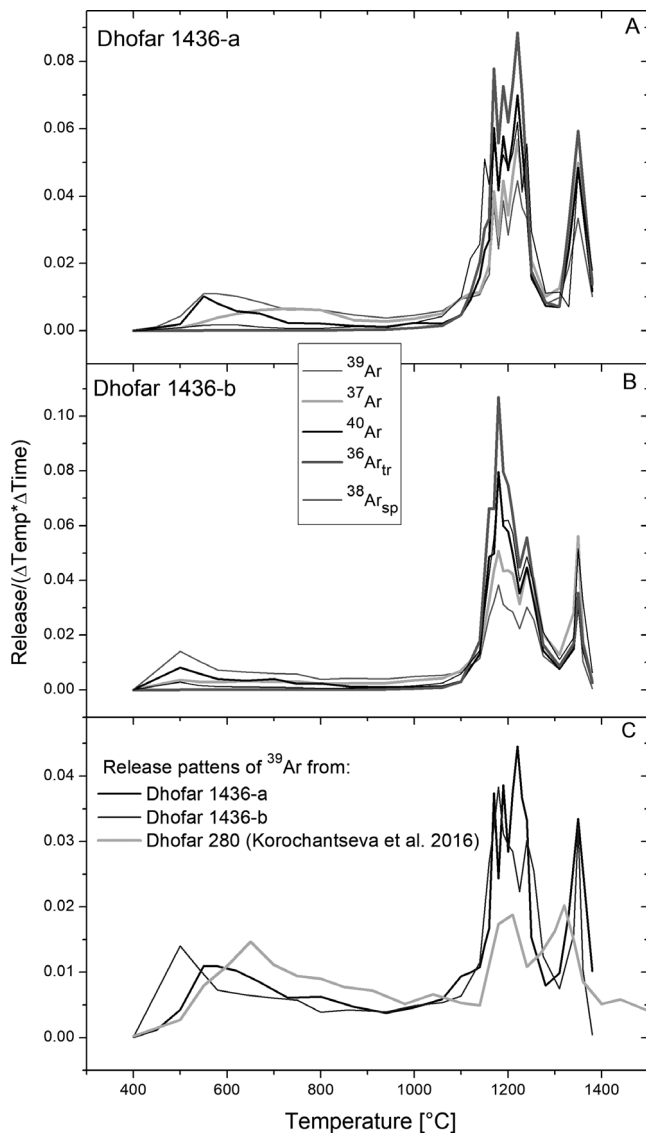 Dhofar 1436-a
A
0.08
0.06
0.04
0.02
0.00
Dhofar 1436-b
B
³⁹Ar
³⁷Ar
⁴⁰Ar
³⁶Ar_tr
³⁸Ar_sp
0.10
0.08
0.06
0.04
0.02
0.00
Release/(ΔTemp*ΔTime)
C
Release pattens of ³⁹Ar from:
Dhofar 1436-a
Dhofar 1436-b
Dhofar 280 (Korochantseva et al. 2016)
0.04
0.03
0.02
0.01
0.00
400 600 800 1000 1200 1400
Temperature [°C]